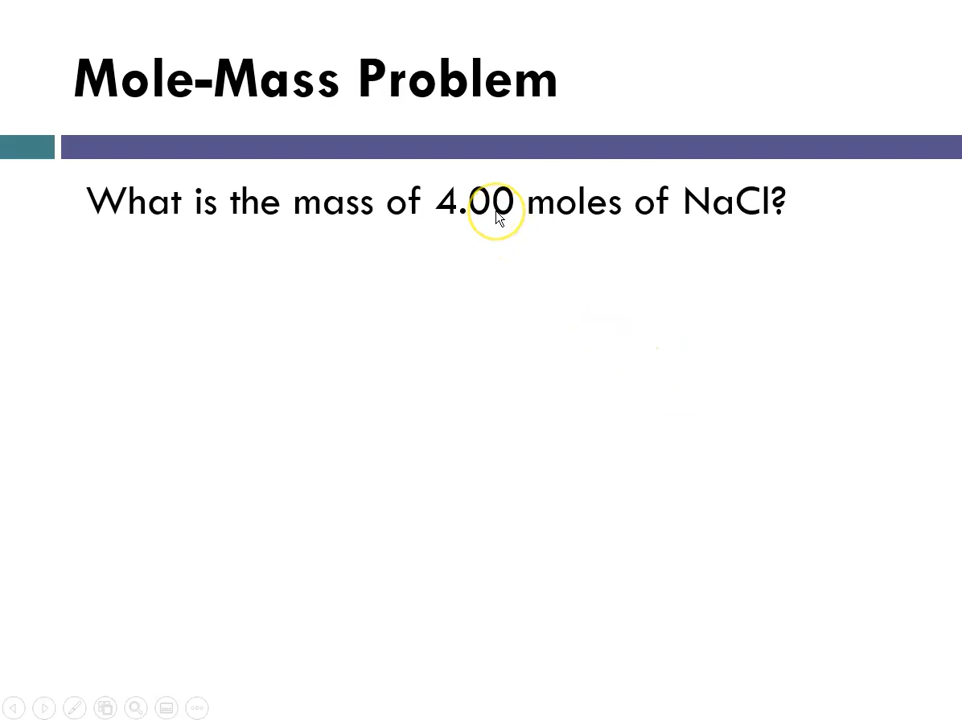 Mole-Mass Problem
What is the mass of 4.00 moles of NaCl?